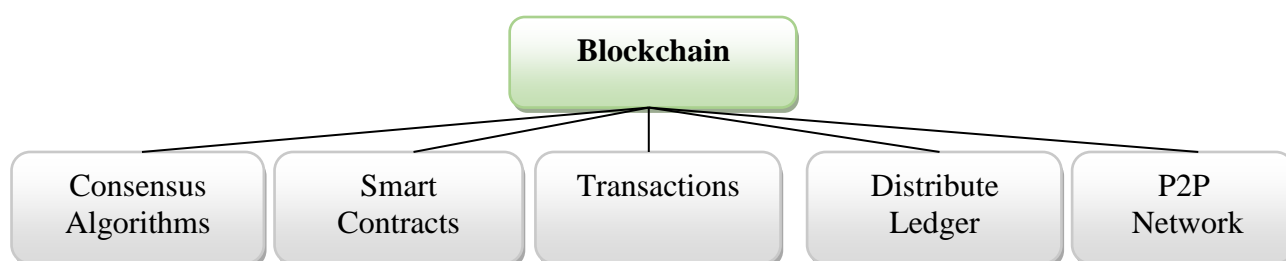 Blockchain
Consensus
Algorithms
Smart
Contracts
Transactions
Distribute
Ledger
P2P
Network